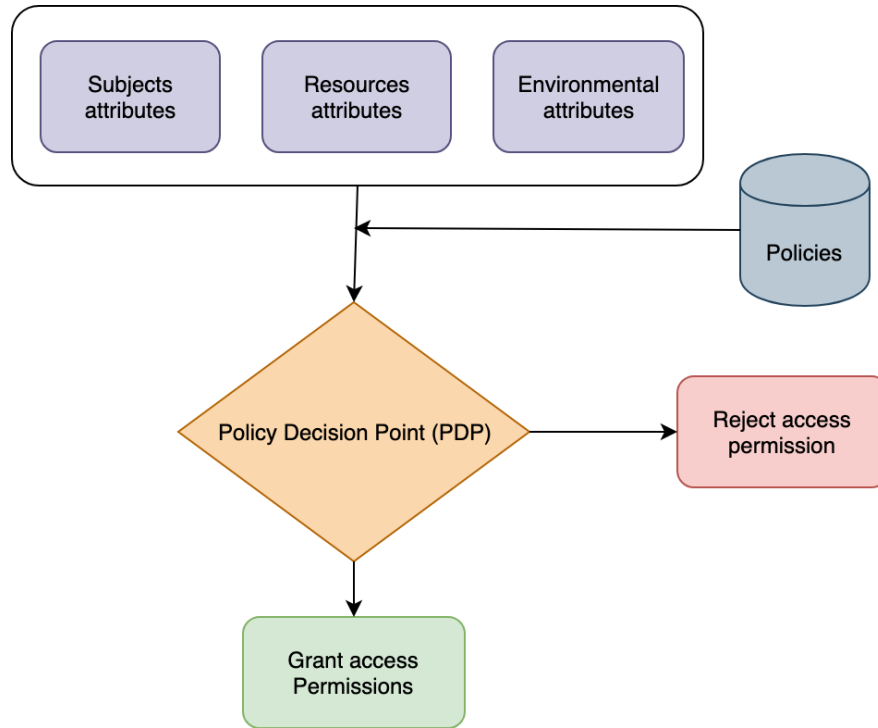 Subjects
attributes
Resources
attributes
Environmental
attributes
Policies
Policy Decision Point (PDP)
Reject access
permission
Grant access
Permissions